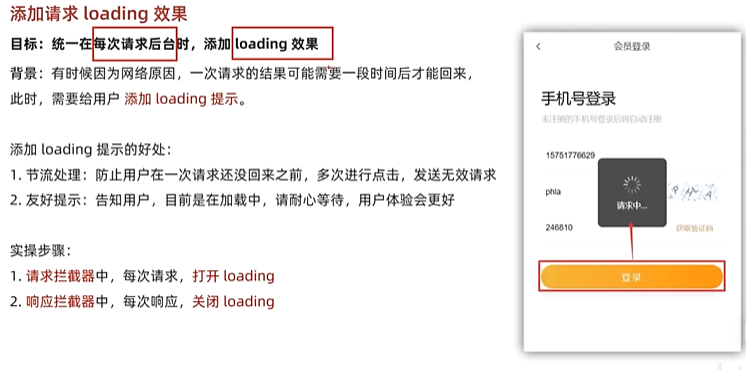 添加请求 loading 效果
目标：统一在每次请求后台时，添加 loading 效果
背景：有时候因为网络原因，一次请求的结果可能需要一段时间后才能回来，
此时，需要给用户 添加 loading 提示。
添加 loading 提示的好处：
1. 节流处理：防止用户在一次请求还没回来之前，多次进行点击，发送无效请求
2. 友好提示：告知用户，目前是在加载中，请耐心等待，用户体验会更好
实操步骤：
1. 请求拦截器中，每次请求，打开 loading
2. 响应拦截器中，每次响应，关闭 loading
会员登录
手机号登录
未注册的手机号登录后将自动注册
15751776629
phla
请求中...
246810
获取验证码
登录